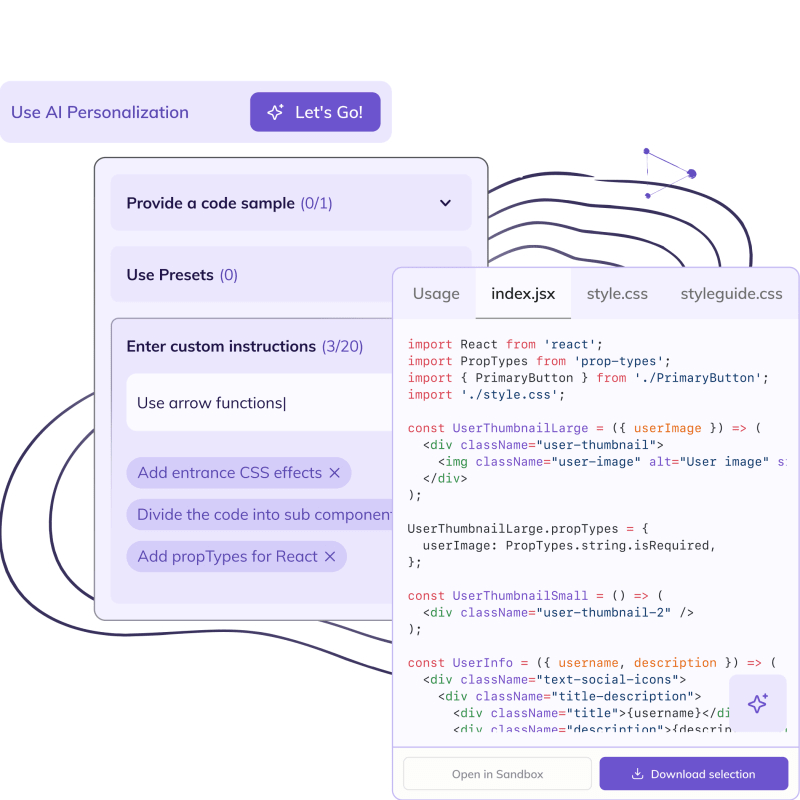 Use AI Personalization
Let's Go!
Provide a code sample (0/1)
Use Presets (0)
Enter custom instructions (3/20)
Use arrow functions|
Add entrance CSS effects ×
Divide the code into sub component
Add propTypes for React ×
Usage
index.jsx
style.css
styleguide.css
import React from 'react';
import PropTypes from 'prop-types';
import { PrimaryButton } from './PrimaryButton';
import './style.css';
const UserThumbnailLarge = ({ userImage }) => (
<div className="user-thumbnail">
<img className="user-image" alt="User image" s
</div>
);
UserThumbnailLarge.propTypes = {
userImage: PropTypes.string.isRequired,
};
const UserThumbnailSmall = () => (
<div className="user-thumbnail-2" />
);
const UserInfo = ({ username, description }) => (
<div className="text-social-icons">
<div className="title-description">
<div className="title">{username}</di
<div className="description">{descrip
Open in Sandbox
Download selection